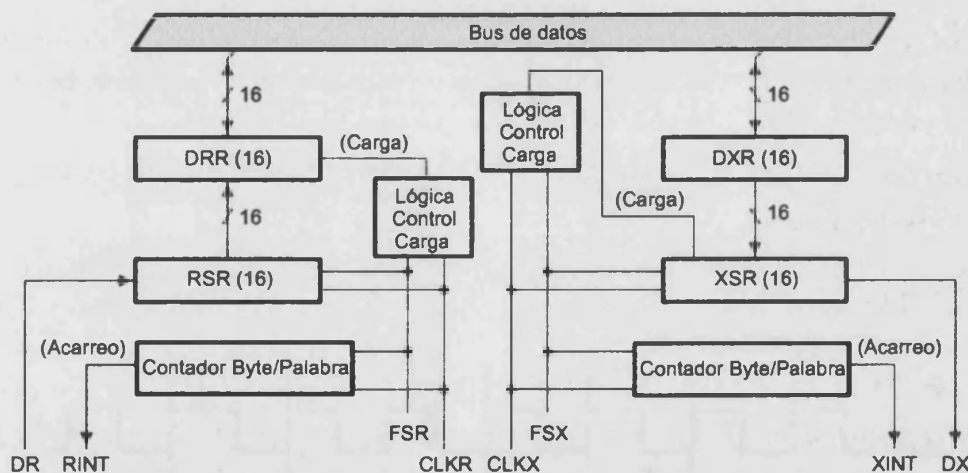 Bus de datos
16
16
Lógica
Control
Carga
DRR (16)
(Carga)
DXR (16)
Lógica
Control
Carga
16
(Carga)
16
RSR (16)
XSR (16)
(Acarreo)
Contador Byte/Palabra
Contador Byte/Palabra
(Acarreo)
FSR
FSX
DR
RINT
CLKR
CLKX
XINT
DX